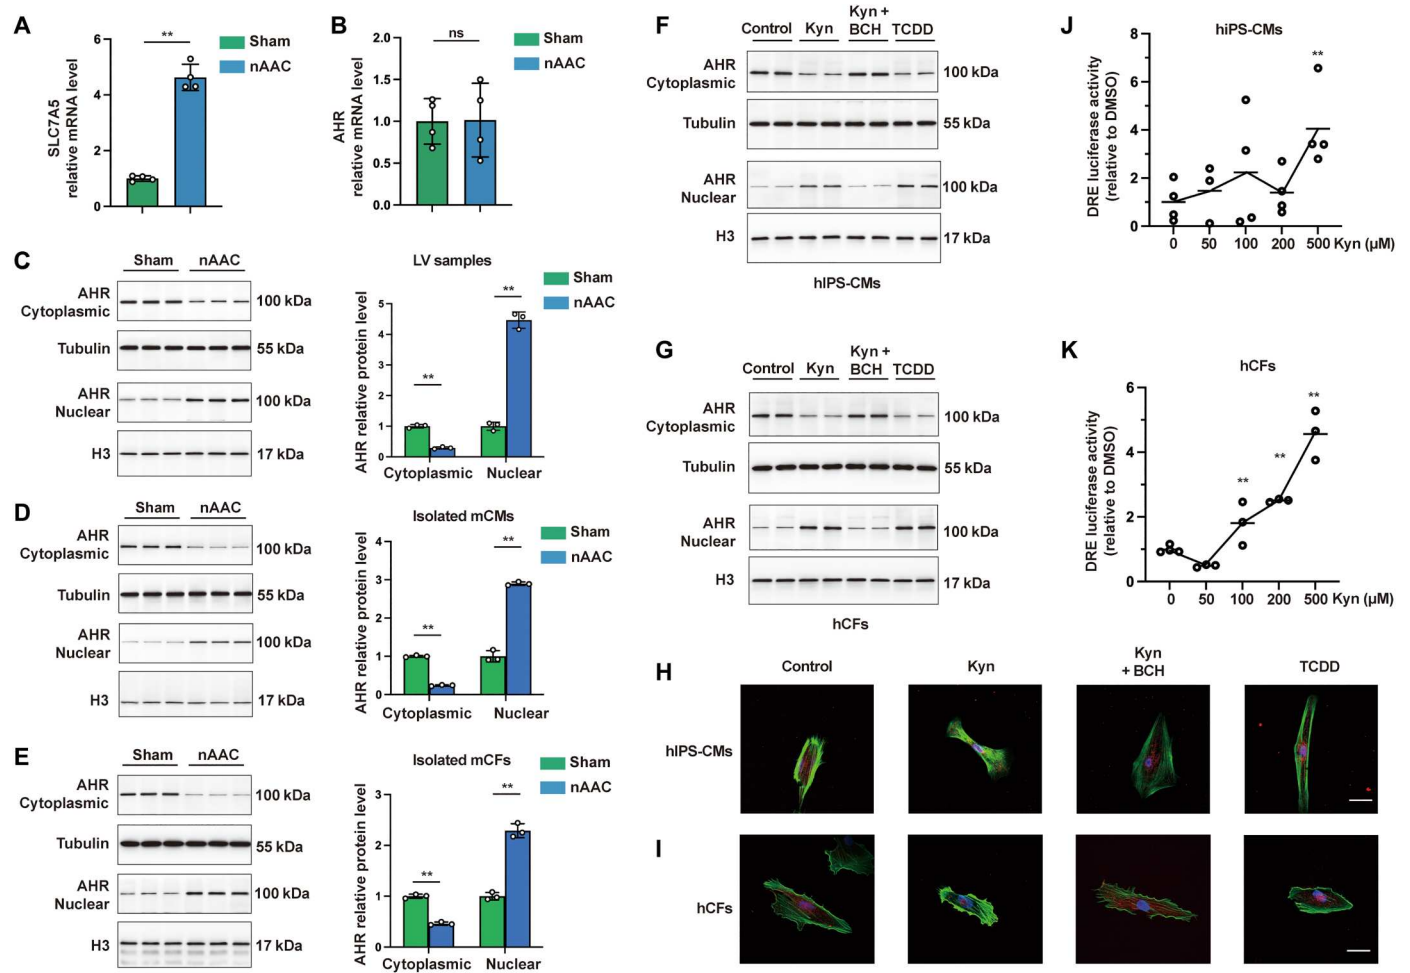 A
SLC7A5
relative mRNA level
6
4
2
0
**
Sham
nAAC
B
AHR
relative mRNA level
2.0
1.5
1.0
0.5
0.0
ns
Sham
nAAC
C
Sham nAAC
AHR
Cytoplasmic
100 kDa
Tubulin
55 kDa
AHR
Nuclear
100 kDa
H3
17 kDa
LV samples
Sham
nAAC
AHR relative protein level
5
4
3
2
1
0
**
**
Cytoplasmic Nuclear
D
Sham nAAC
AHR
Cytoplasmic
100 kDa
Tubulin
55 kDa
AHR
Nuclear
100 kDa
H3
17 kDa
Isolated mCMs
Sham
nAAC
AHR relative protein level
4
3
2
1
0
**
**
Cytoplasmic Nuclear
E
Sham nAAC
AHR
Cytoplasmic
100 kDa
Tubulin
55 kDa
AHR
Nuclear
100 kDa
H3
17 kDa
Isolated mCFs
Sham
nAAC
AHR relative protein level
3
2
1
0
**
**
Cytoplasmic Nuclear
F
Control Kyn Kyn + BCH TCDD
AHR
Cytoplasmic
100 kDa
Tubulin
55 kDa
AHR
Nuclear
100 kDa
H3
17 kDa
hIPS-CMs
G
Control Kyn Kyn + BCH TCDD
AHR
Cytoplasmic
100 kDa
Tubulin
55 kDa
AHR
Nuclear
100 kDa
H3
17 kDa
hCFs
J
hiPS-CMs
DRE luciferase activity
(relative to DMSO)
8
6
4
2
0
**
0 50 100 200 500 Kyn (μM)
K
hCFs
DRE luciferase activity
(relative to DMSO)
6
4
2
0
**
**
**
0 50 100 200 500 Kyn (μM)
H
Control
Kyn
Kyn
+ BCH
TCDD
hIPS-CMs
I
hCFs